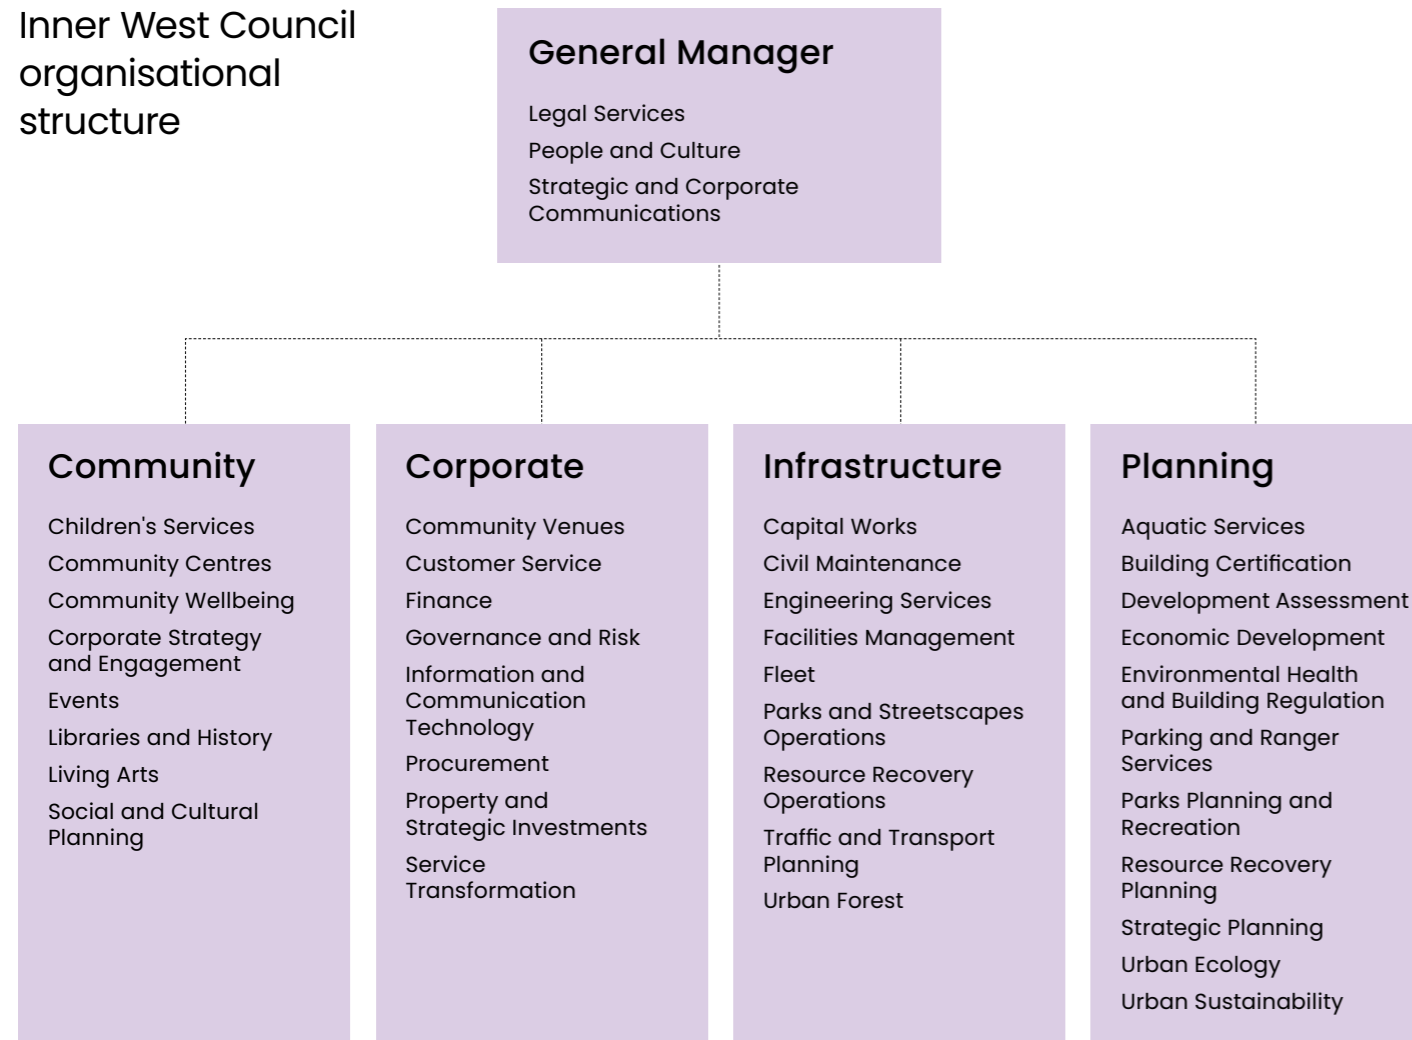 Inner West Council
organisational
structure
General Manager
Legal Services
People and Culture
Strategic and Corporate
Communications
Community
Children's Services
Community Centres
Community Wellbeing
Corporate Strategy
and Engagement
Events
Libraries and History
Living Arts
Social and Cultural
Planning
Corporate
Community Venues
Customer Service
Finance
Governance and Risk
Information and
Communication
Technology
Procurement
Property and
Strategic Investments
Service
Transformation
Infrastructure
Capital Works
Civil Maintenance
Engineering Services
Facilities Management
Fleet
Parks and Streetscapes
Operations
Resource Recovery
Operations
Traffic and Transport
Planning
Urban Forest
Planning
Aquatic Services
Building Certification
Development Assessment
Economic Development
Environmental Health
and Building Regulation
Parking and Ranger
Services
Parks Planning and
Recreation
Resource Recovery
Planning
Strategic Planning
Urban Ecology
Urban Sustainability